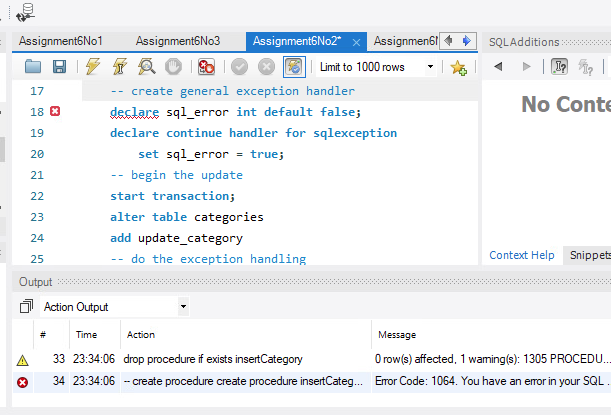 Assignment6No1 Assignment6No3 Assignment6No2* Assignment6N
SQLAdditions
Limit to 1000 rows
17 -- create general exception handler
18 declare sql_error int default false;
19 declare continue handler for sqlexception
20 set sql_error = true;
21 -- begin the update
22 start transaction;
23 alter table categories
24 add update_category
25 -- do the exception handling
No Conte
Context Help Snippets
Output
Action Output
# Time Action Message
33 23:34:06 drop procedure if exists insertCategory 0 row(s) affected, 1 warning(s): 1305 PROCEDU...
34 23:34:06 -- create procedure create procedure insertCateg... Error Code: 1064. You have an error in your SQL ...